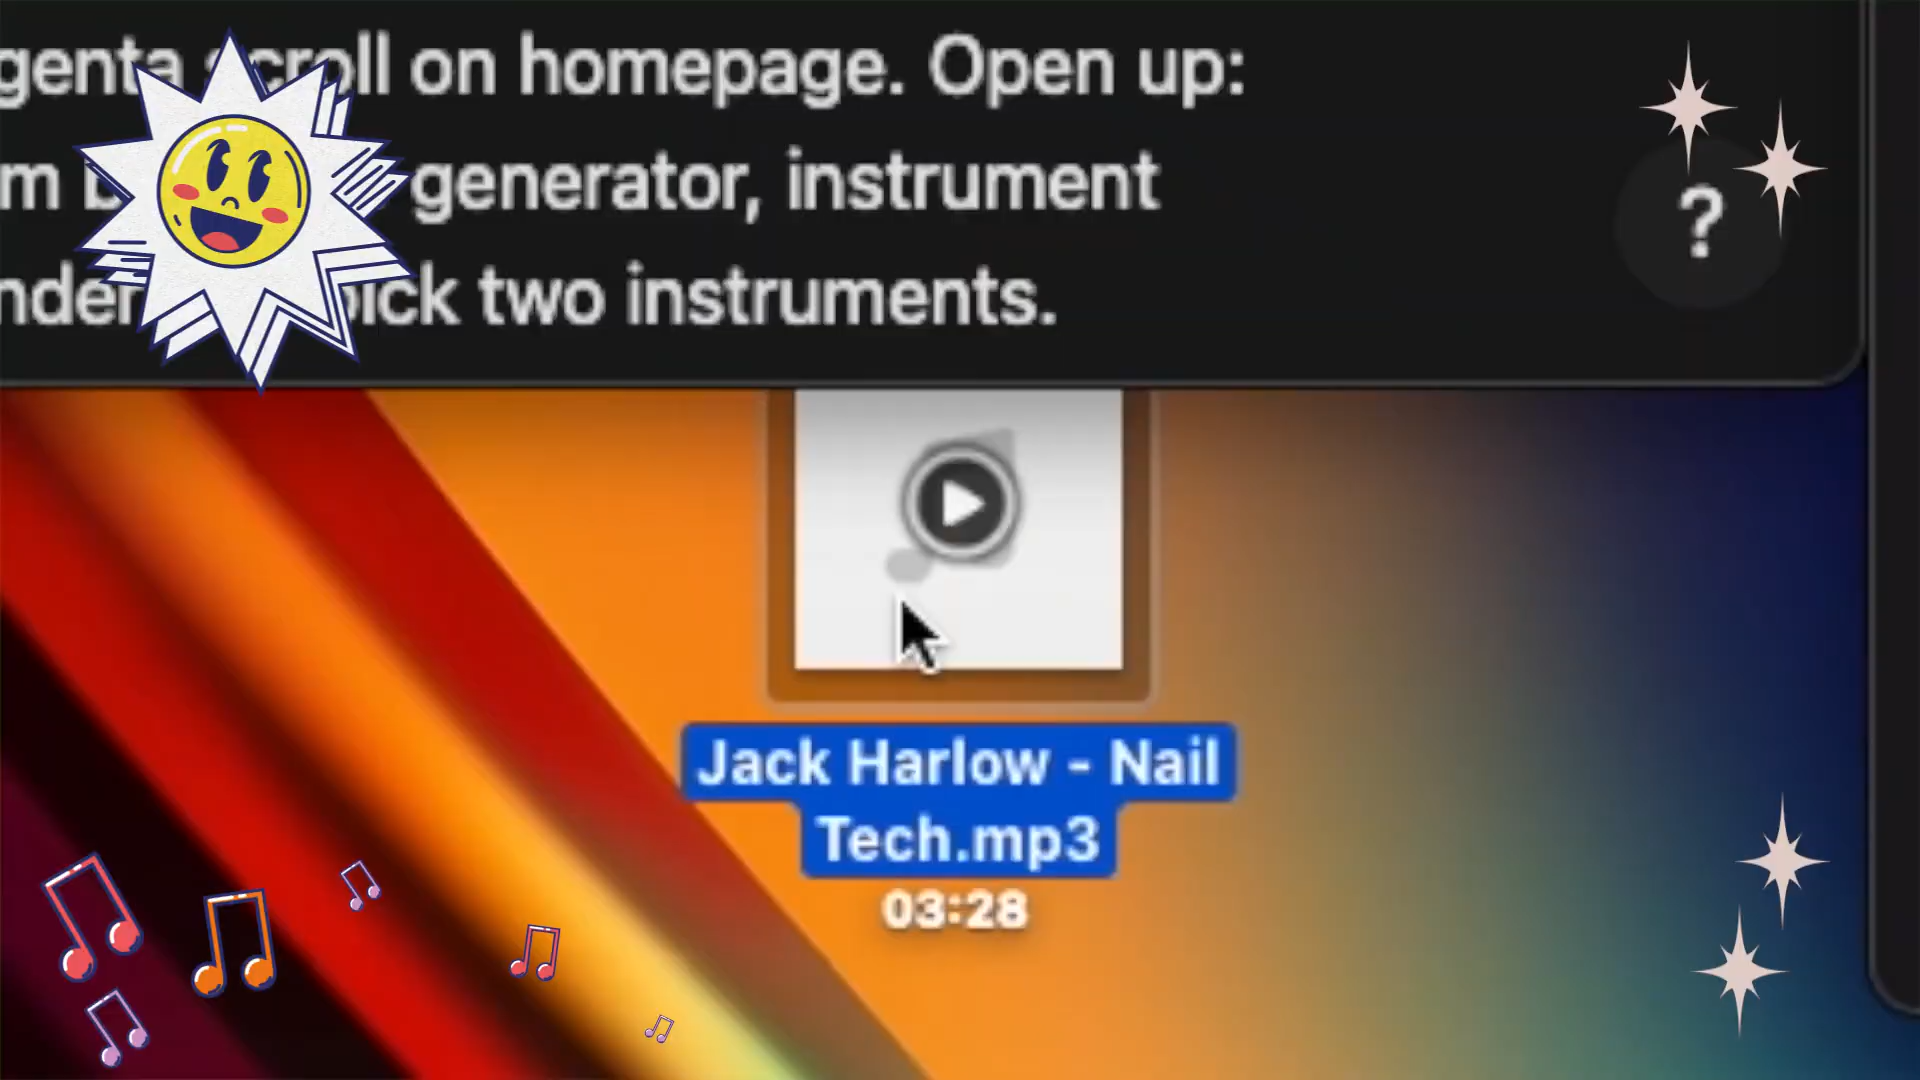 scroll on homepage. Open up:
generator, instrument
pick two instruments.
?
Jack Harlow - Nail
Tech.mp3
03:28